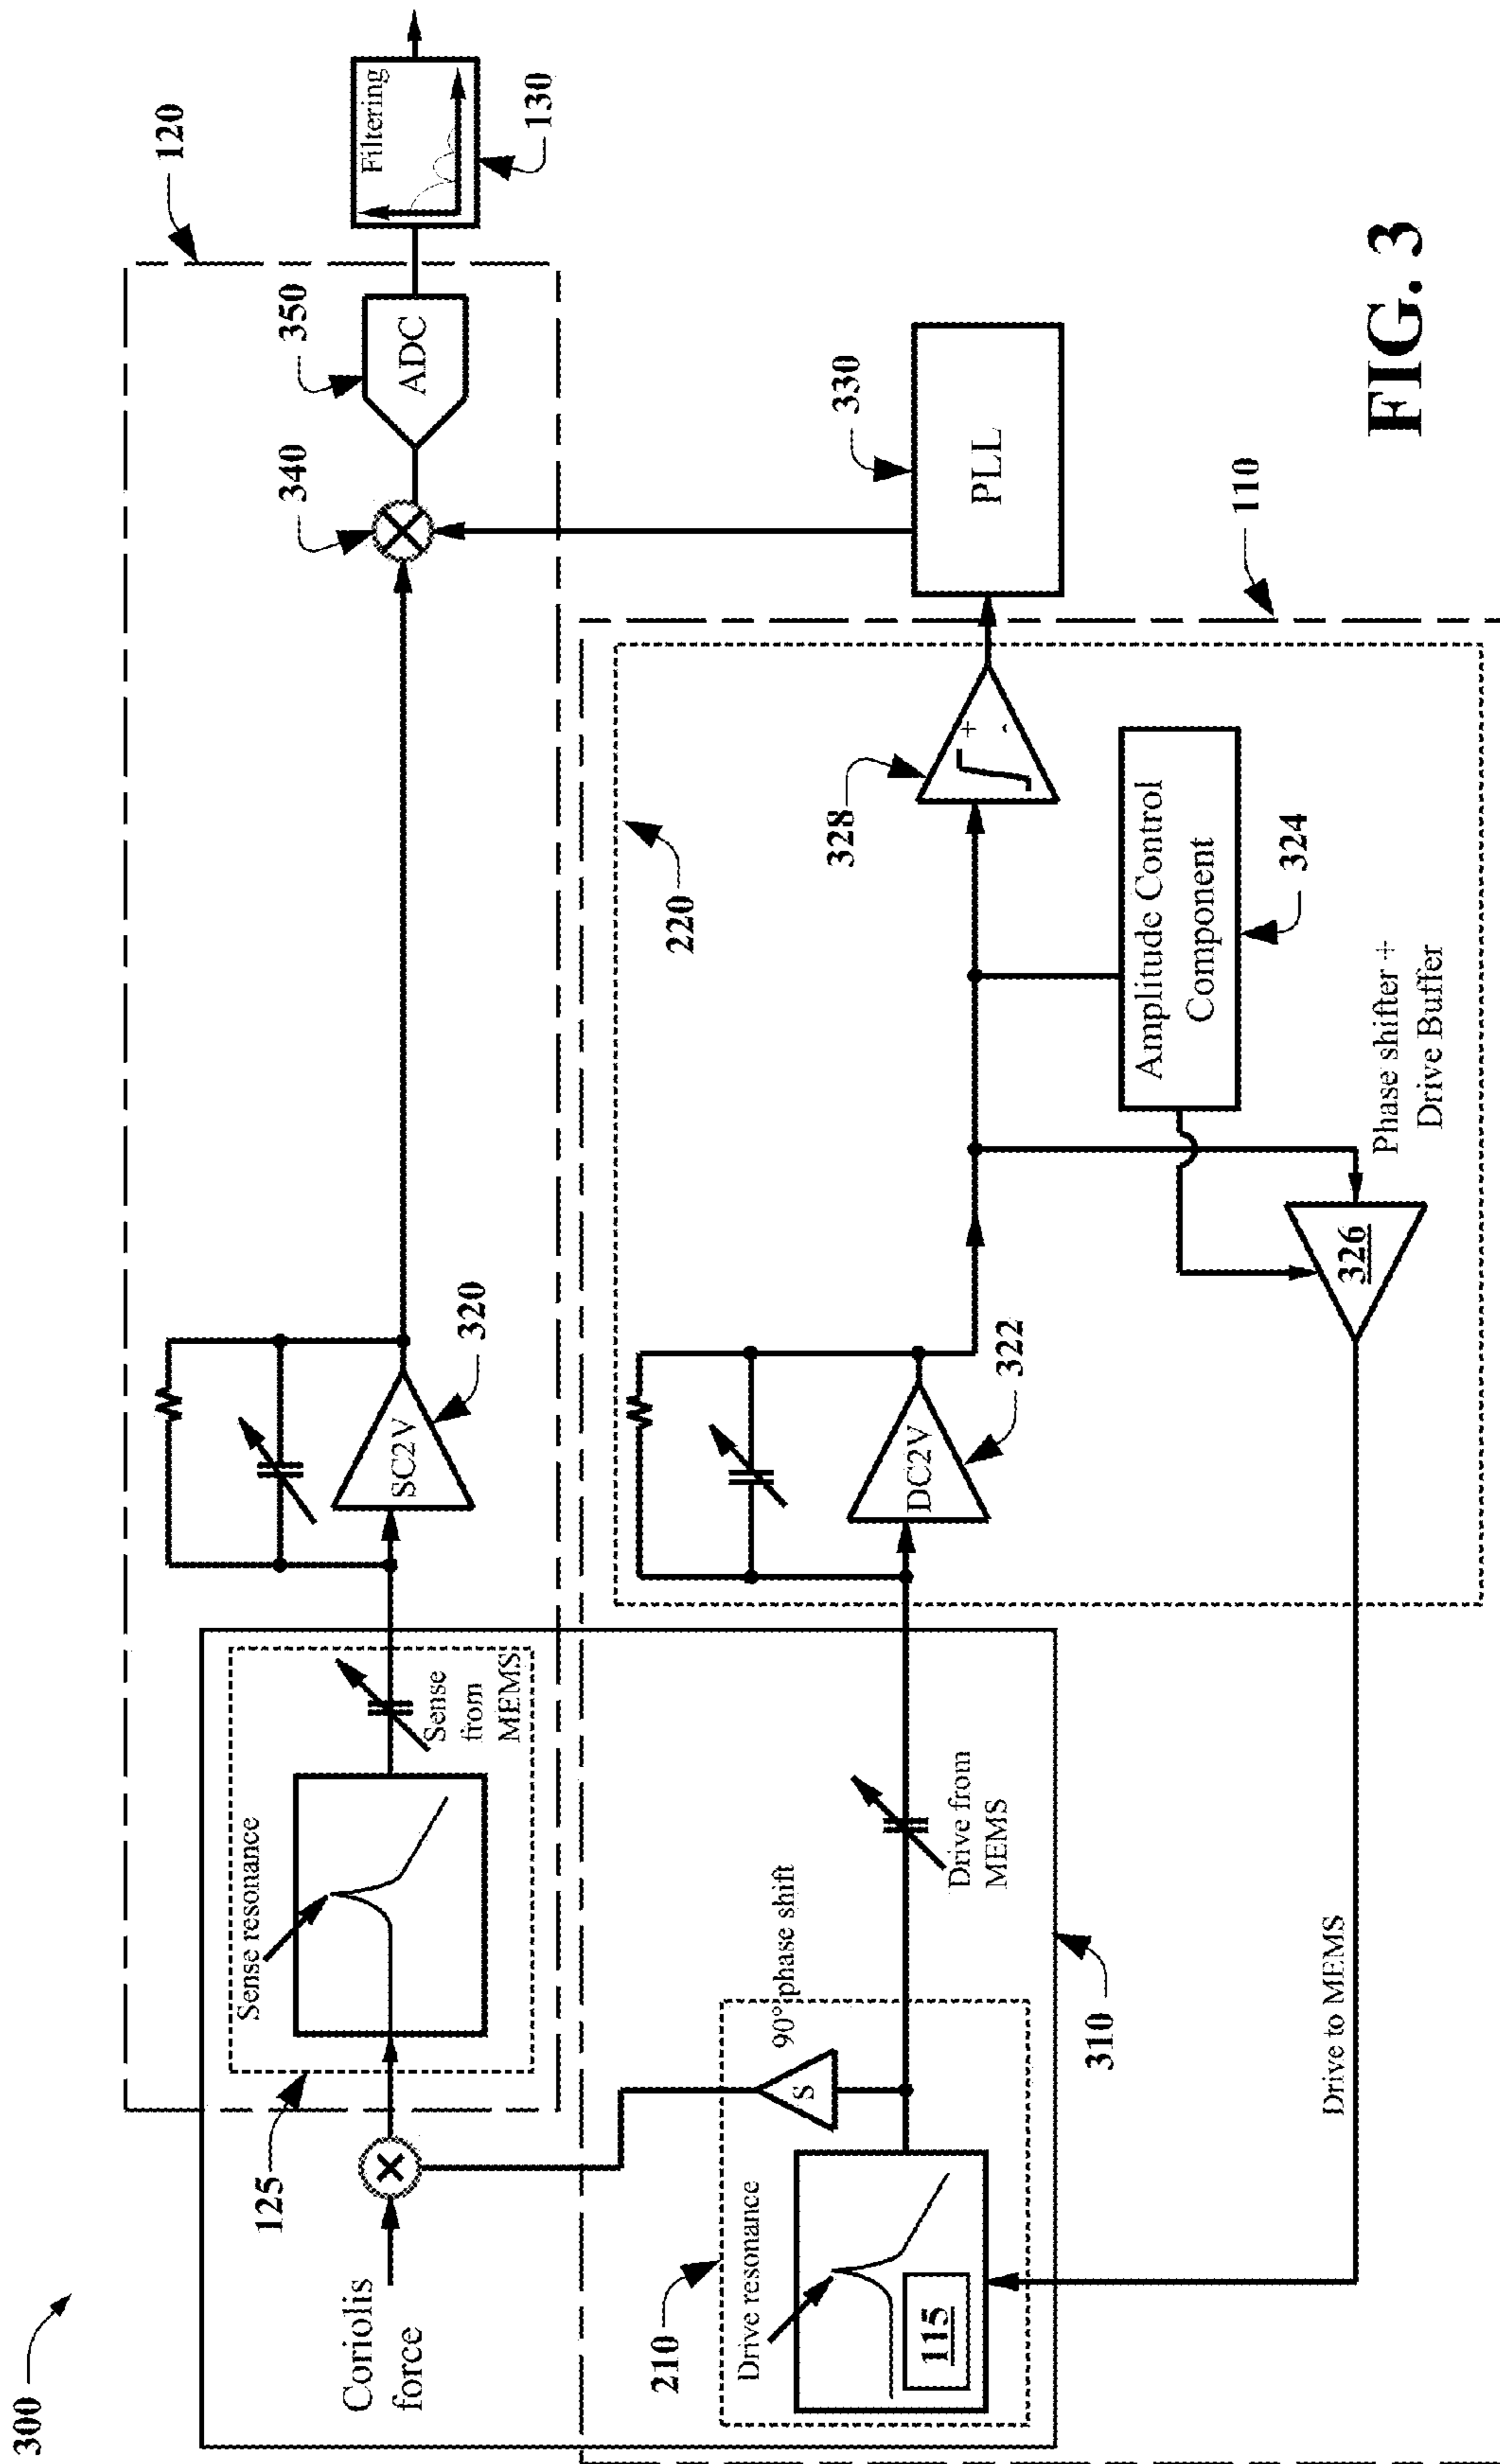 300
120
Filtering
130
350
ADC
340
320
SC2V
Sense
from
MEMS
Sense resonance
125
Coriolis
force
330
PLL
110
220
328
+
-
Amplitude Control
Component
324
Phase shifter +
Drive Buffer
326
322
DC2V
Drive from
MEMS
90° phase shift
S
310
210
Drive resonance
115
Drive to MEMS
FIG. 3